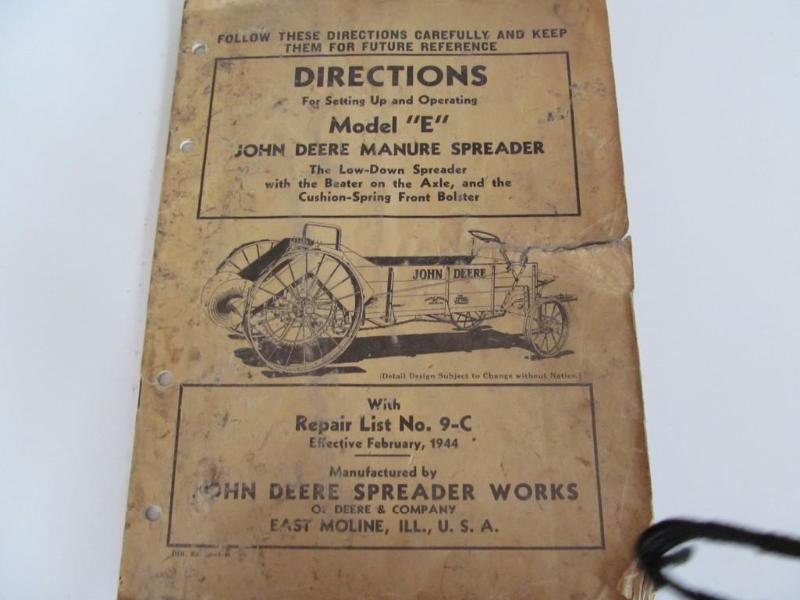 FOLLOW THESE DIRECTIONS CAREFULLY AND KEEP
THEM FOR FUTURE REFERENCE
DIRECTIONS
For Setting Up and Operating
Model "E"
JOHN DEERE MANURE SPREADER
The Low-Down Spreader
with the Beater on the Axle, and the
Cushion-Spring Front Bolster
JOHN DEERE
(Detail Design Subject to Change without Notice.)
With
Repair List No. 9-C
Effective February, 1944
Manufactured by
JOHN DEERE SPREADER WORKS
OF DEERE & COMPANY
EAST MOLINE, ILL., U. S. A.
DIR. No.